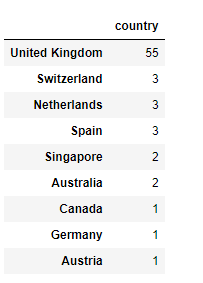 country
United Kingdom 55
Switzerland 3
Netherlands 3
Spain 3
Singapore 2
Australia 2
Canada 1
Germany 1
Austria 1